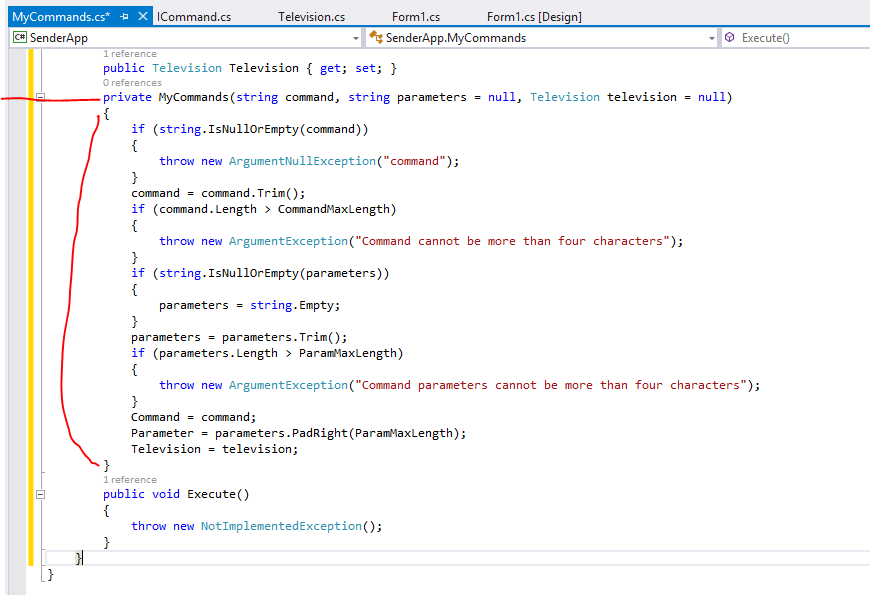 MyCommands.cs* ICommand.cs Television.cs Form1.cs Form1.cs [Design]
C# SenderApp SenderApp.MyCommands Execute()
1 reference
public Television Television { get; set; }
0 references
private MyCommands(string command, string parameters = null, Television television = null)
{
if (string.IsNullOrEmpty(command))
{
throw new ArgumentNullException("command");
}
command = command.Trim();
if (command.Length > CommandMaxLength)
{
throw new ArgumentException("Command cannot be more than four characters");
}
if (string.IsNullOrEmpty(parameters))
{
parameters = string.Empty;
}
parameters = parameters.Trim();
if (parameters.Length > ParamMaxLength)
{
throw new ArgumentException("Command parameters cannot be more than four characters");
}
Command = command;
Parameter = parameters.PadRight(ParamMaxLength);
Television = television;
}
1 reference
public void Execute()
{
throw new NotImplementedException();
}
}
}